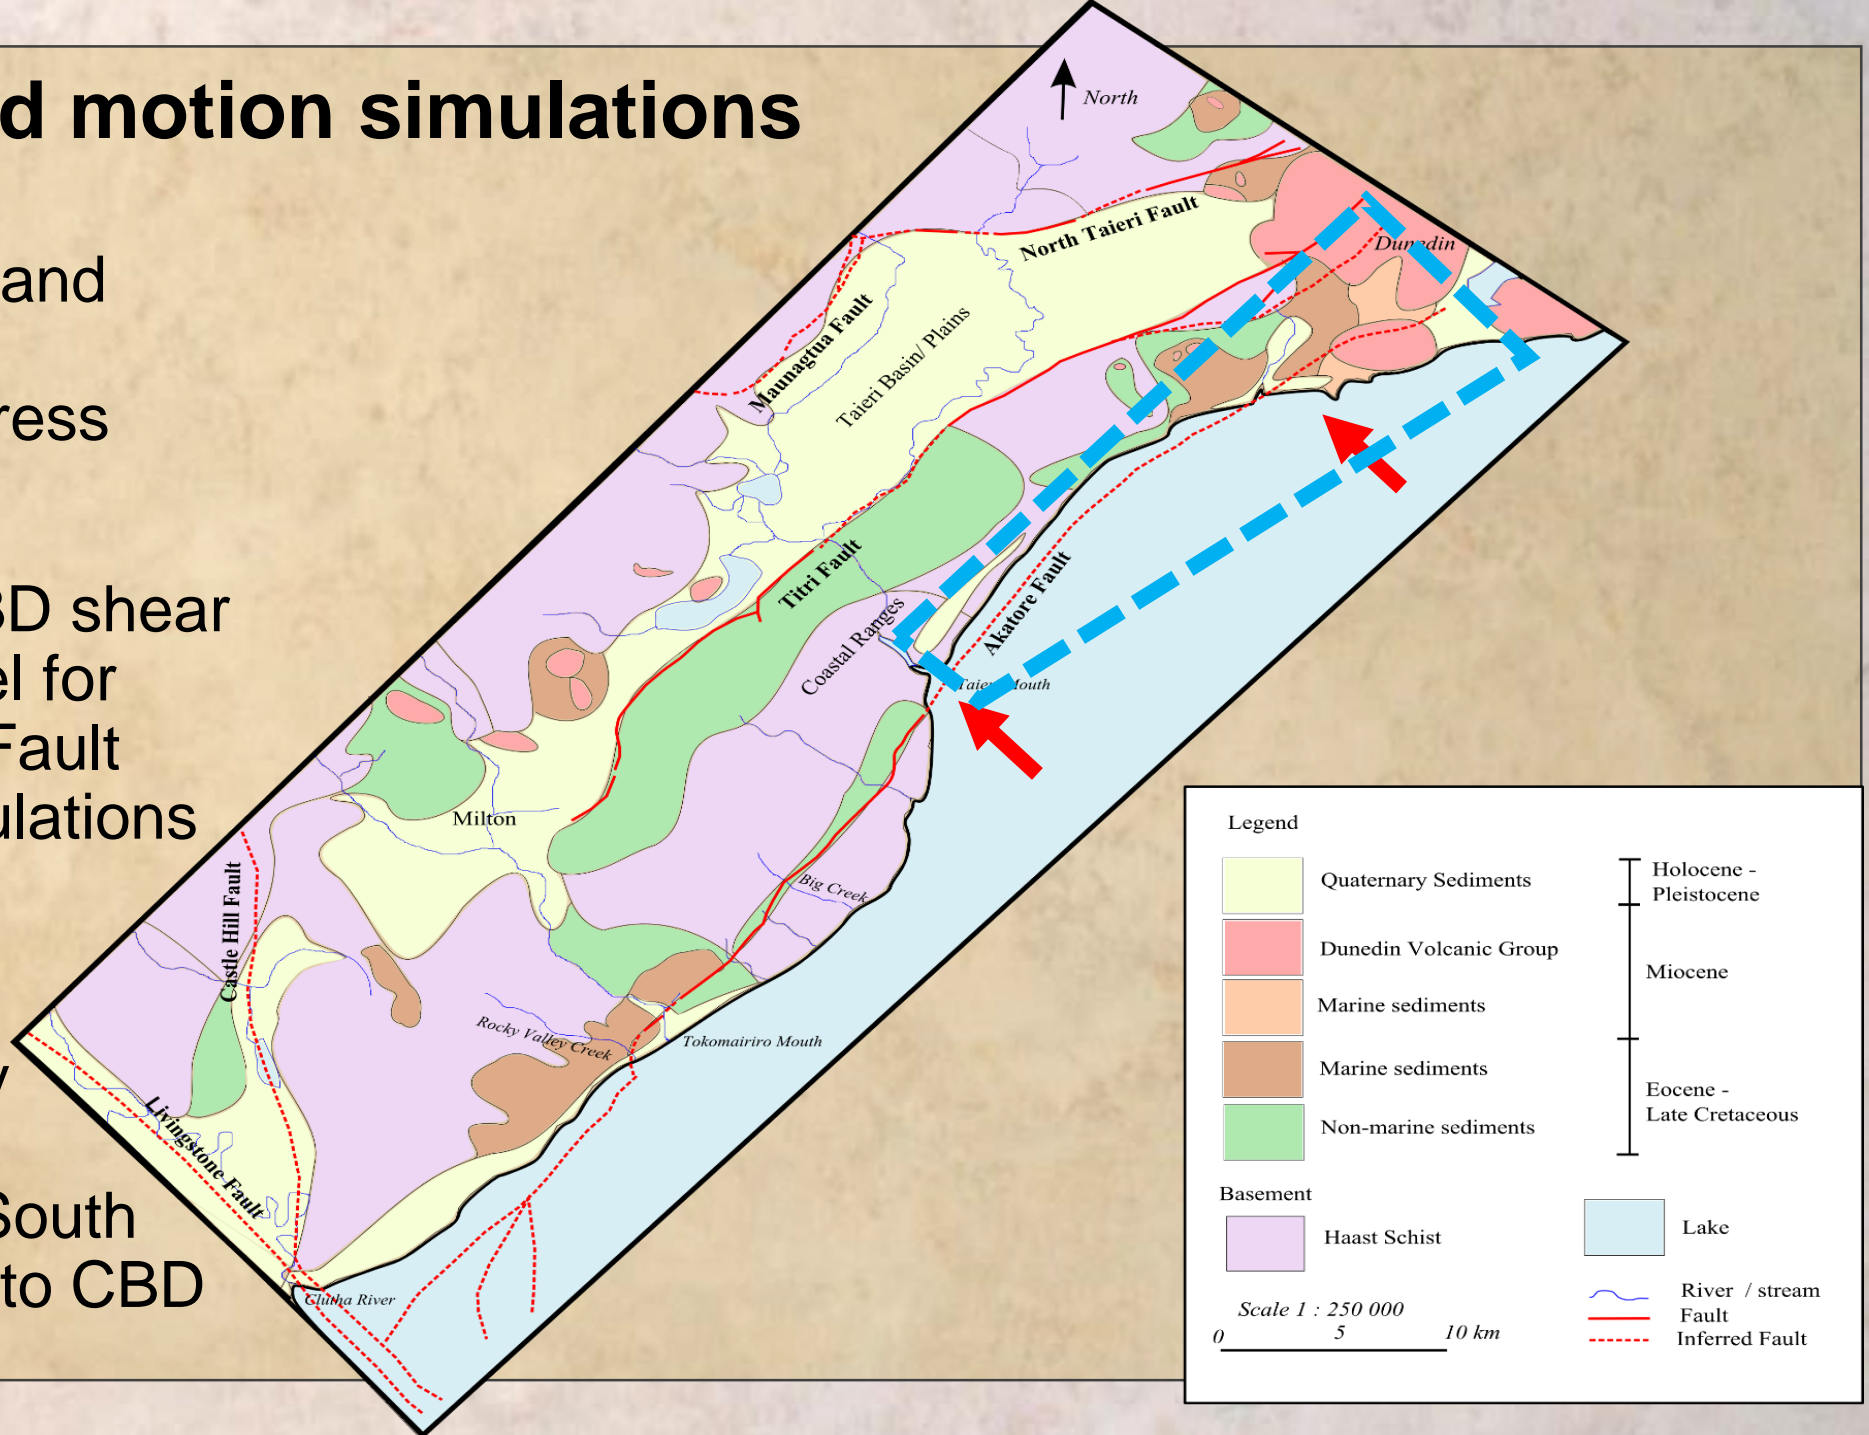 d motion simulations
and
ress
BD shear
el for
Fault
ulations
y
South
to CBD
North
North Taieri Fault
Dunedin
Maunagtua Fault
Taieri Basin/ Plains
Titri Fault
Akatore Fault
Coastal Ranges
Taieri Mouth
Milton
Big Creek
Castle Hill Fault
Rocky Valley Creek
Tokomairiro Mouth
Livingstone Fault
Clutha River
Legend
Quaternary Sediments
Dunedin Volcanic Group
Marine sediments
Marine sediments
Non-marine sediments
Holocene -
Pleistocene
Miocene
Eocene -
Late Cretaceous
Basement
Haast Schist
Lake
River / stream
Fault
Inferred Fault
Scale 1 : 250 000
0 5 10 km